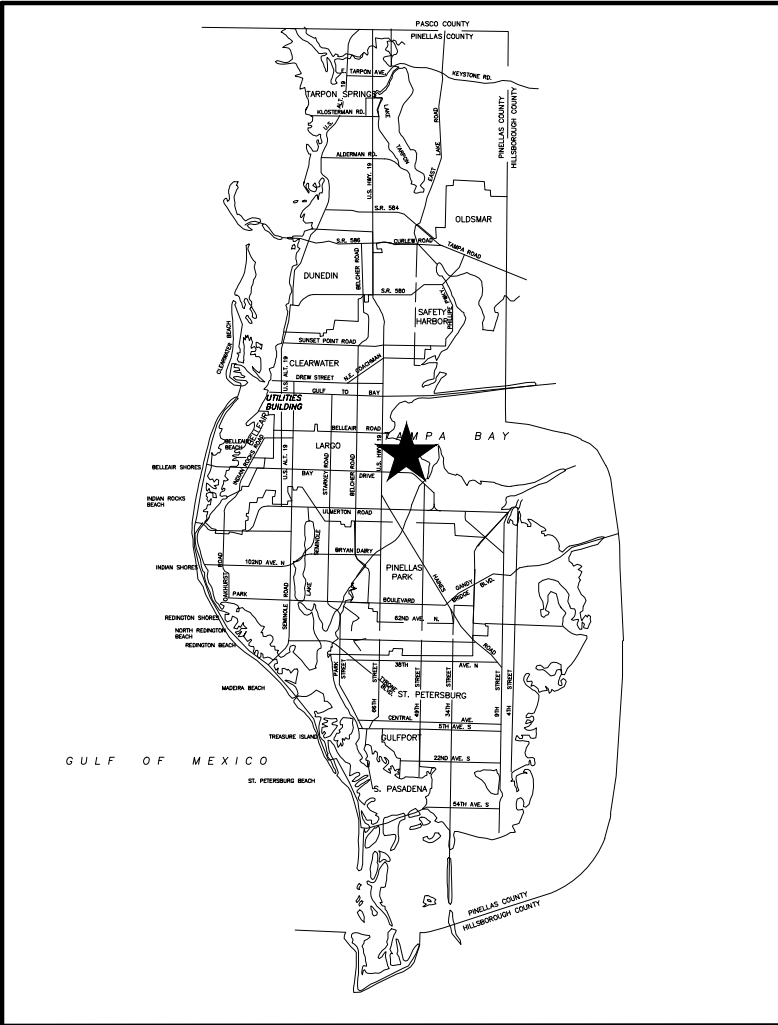 PASCO COUNTY
PINELLAS COUNTY
E. TARPON AVE.
KEYSTONE RD.
U.S. ALT. 19
TARPON SPRINGS
KLOSTERMAN RD.
LAKE TARPON
EAST LAKE ROAD
PINELLAS COUNTY
HILLSBOROUGH COUNTY
ALDERMAN RD.
U.S. HWY. 19
S.R. 584
OLDSMAR
S.R. 586
CURLEW ROAD
TAMPA ROAD
BELCHER ROAD
DUNEDIN
S.R. 580
PHILLIPE PKWY.
SAFETY
HARBOR
CLEARWATER BEACH
SUNSET POINT ROAD
CLEARWATER
N.E. COACHMAN
U.S. ALT. 19
DREW STREET
GULF TO BAY
UTILITIES
BUILDING
BELLEAIR ROAD
TAMPA BAY
BELLEAIR
BELLEAIR
BEACH
INDIAN ROCKS ROAD
LARGO
U.S. HWY 19
U.S. ALT. 19
STARKEY ROAD
BELCHER ROAD
BELLEAIR SHORES
BAY DRIVE
INDIAN ROCKS
BEACH
ULMERTON ROAD
SEMINOLE
BRYAN DAIRY
102ND AVE. N
INDIAN SHORES
OAKHURST ROAD
LAKE
PINELLAS
PARK
HAINES ROAD
GANDY
BRIDGE BLVD.
PARK BOULEVARD
SEMINOLE ROAD
62ND AVE. N.
REDINGTON SHORES
NORTH REDINGTON
BEACH
REDINGTON BEACH
PARK STREET
38TH AVE. N
66TH STREET
TYRONE BLVD.
49TH STREET
34TH STREET
9TH STREET
4TH STREET
MADEIRA BEACH
ST. PETERSBURG
CENTRAL AVE.
5TH AVE. S
TREASURE ISLAND
GULFPORT
22ND AVE. S
GULF OF MEXICO
ST. PETERSBURG BEACH
S. PASADENA
54TH AVE. S
PINELLAS COUNTY
HILLSBOROUGH COUNTY